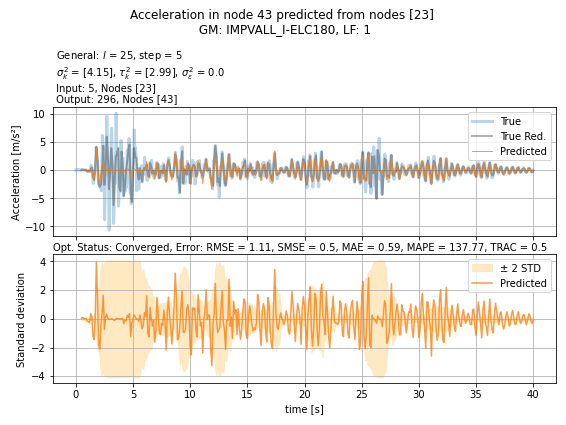 Acceleration in node 43 predicted from nodes [23]
GM: IMPVALL_I-ELC180, LF: 1
General: l = 25, step = 5
σ²ₖ = [4.15], τ²ₖ = [2.99], σ²ε = 0.0
Input: 5, Nodes [23]
Output: 296, Nodes [43]
Acceleration [m/s²]
10
5
0
−5
−10
True
True Red.
Predicted
Opt. Status: Converged, Error: RMSE = 1.11, SMSE = 0.5, MAE = 0.59, MAPE = 137.77, TRAC = 0.5
Standard deviation
4
2
0
−2
−4
± 2 STD
Predicted
0 5 10 15 20 25 30 35 40
time [s]